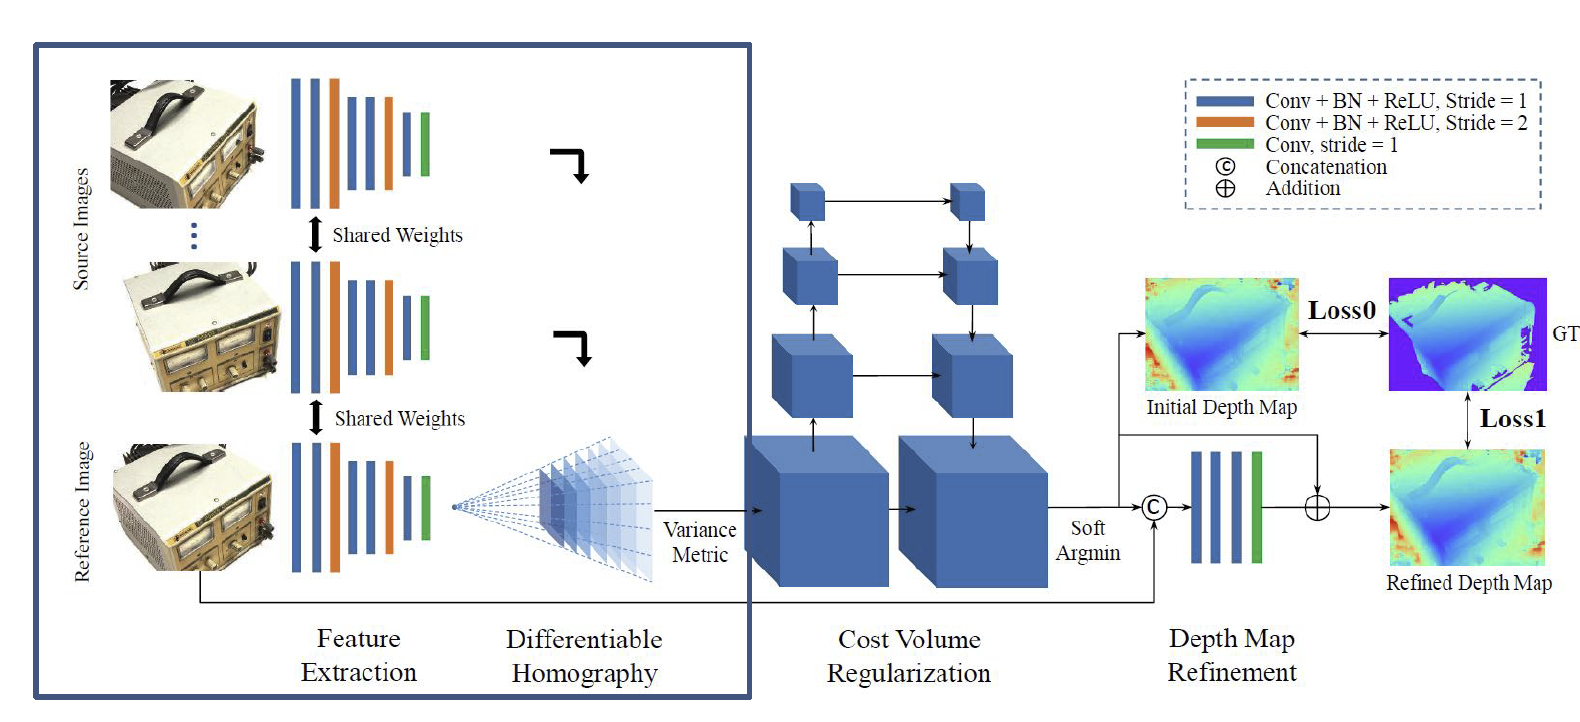 Source Images
Reference Image
Shared Weights
Shared Weights
Variance
Metric
Soft
Argmin
Conv + BN + ReLU, Stride = 1
Conv + BN + ReLU, Stride = 2
Conv, stride = 1
C
Concatenation
Addition
Loss0
GT
Initial Depth Map
Loss1
C
Refined Depth Map
Feature
Extraction
Differentiable
Homography
Cost Volume
Regularization
Depth Map
Refinement